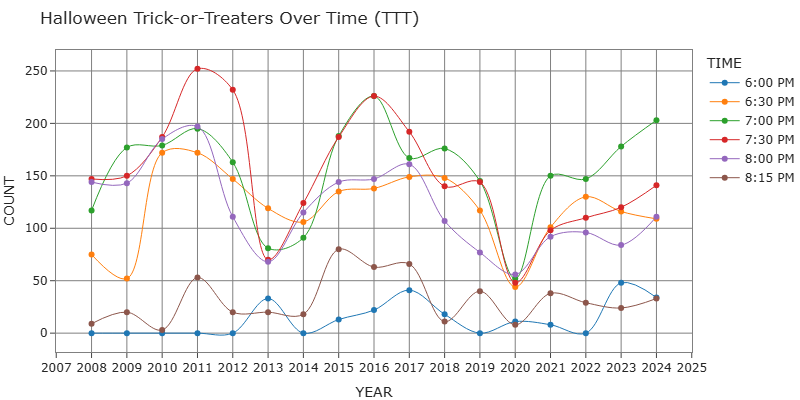 Halloween Trick-or-Treaters Over Time (TTT)
TIME
6:00 PM
6:30 PM
7:00 PM
7:30 PM
8:00 PM
8:15 PM
COUNT
250
200
150
100
50
0
2007 2008 2009 2010 2011 2012 2013 2014 2015 2016 2017 2018 2019 2020 2021 2022 2023 2024 2025
YEAR